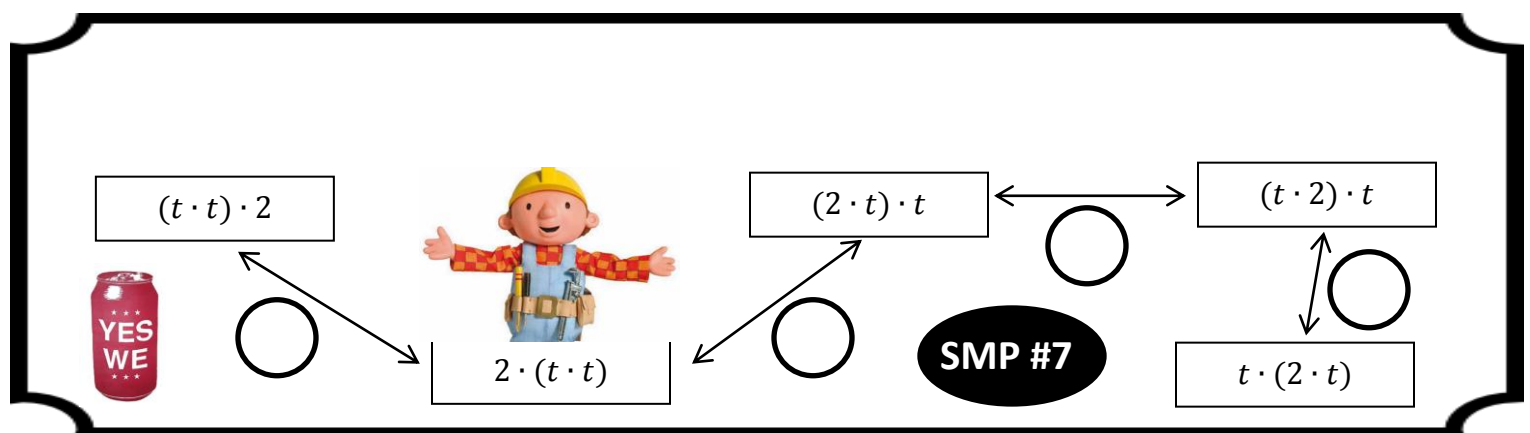 (t · t) · 2
(2 · t) · t
(t · 2) · t
YES
WE
2 · (t · t)
SMP #7
t · (2 · t)